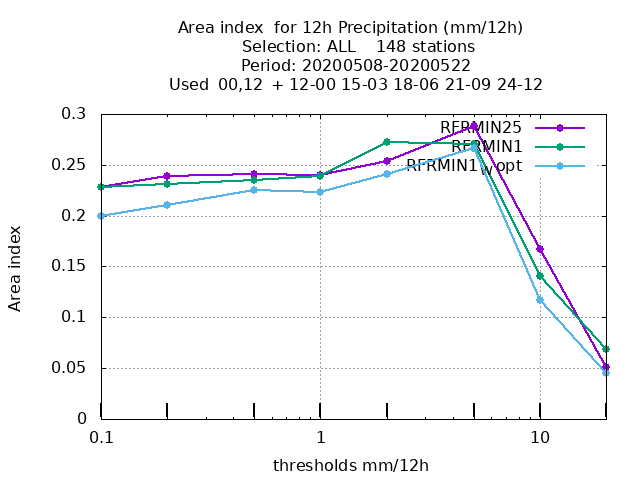 Area index  for 12h Precipitation (mm/12h)
Selection: ALL    148 stations
Period: 20200508-20200522
Used  00,12  + 12-00 15-03 18-06 21-09 24-12
0.3
0.25
0.2
0.15
0.1
0.05
0
Area index
RFRMIN25
RFRMIN1
RFRMIN1wopt
0.1
1
10
thresholds mm/12h